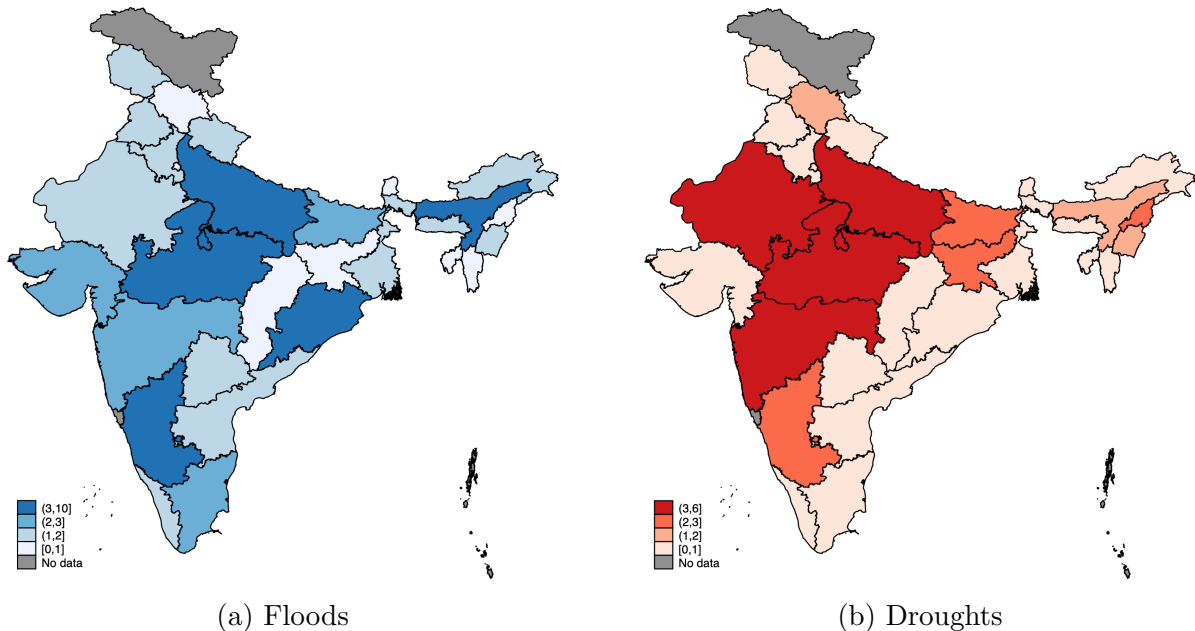 (3,10]
(2,3]
(1,2]
[0,1]
No data
(3,6]
(2,3]
(1,2]
[0,1]
No data
(a) Floods
(b) Droughts